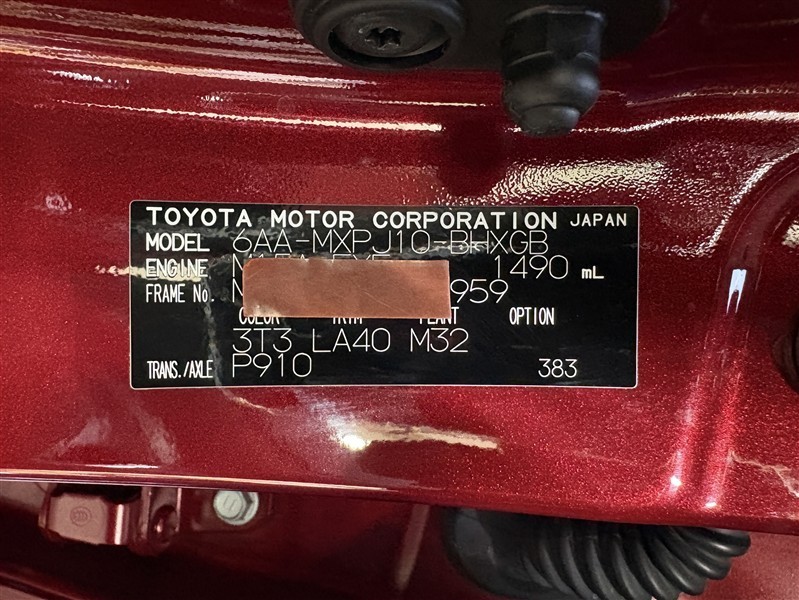 TOYOTA MOTOR CORPORATION JAPAN
MODEL 6AA-MXPJ10-BHXGB
ENGINE 1490 mL
FRAME No. 959
COLOR TRIM PLANT OPTION
3T3 LA40 M32
TRANS./AXLE P910 383